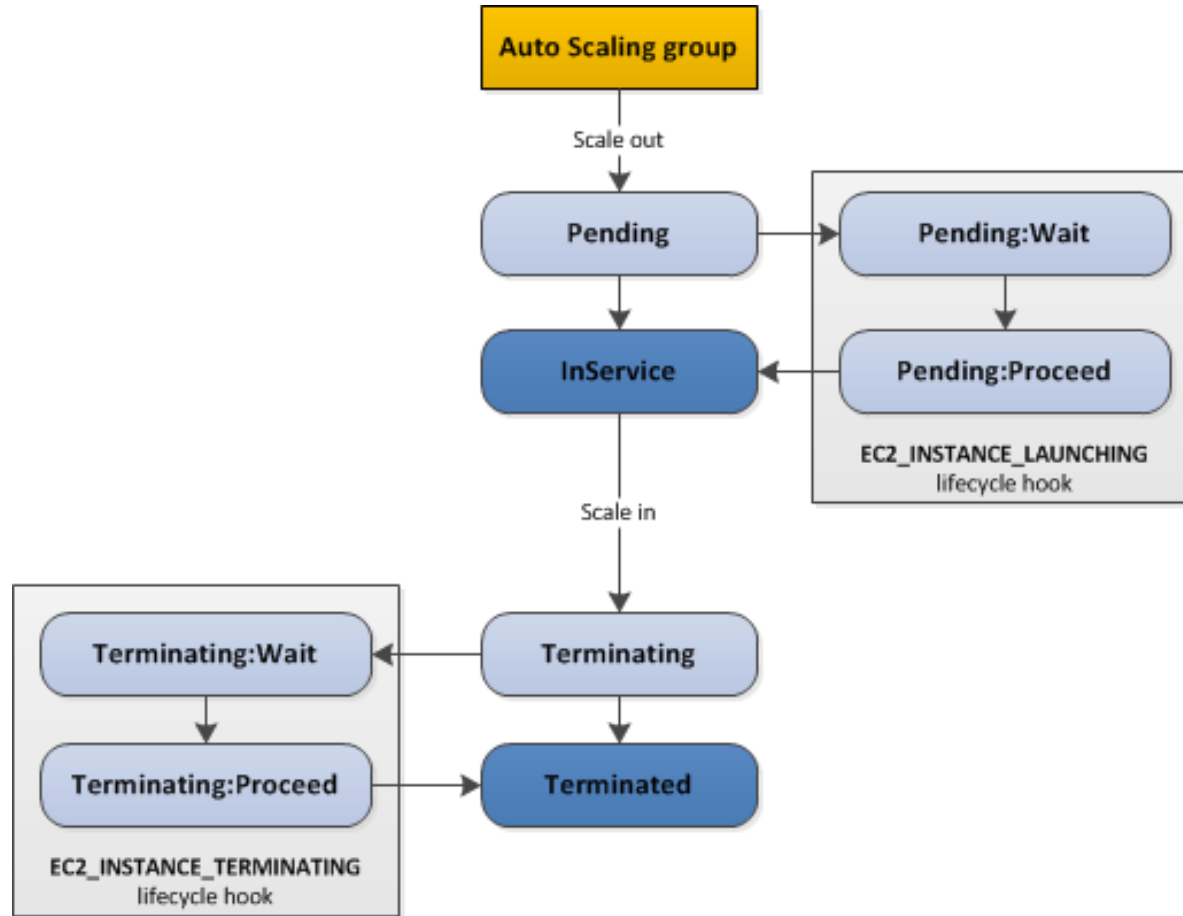 Auto Scaling group
Scale out
Pending
Pending:Wait
InService
Pending:Proceed
EC2_INSTANCE_LAUNCHING
lifecycle hook
Scale in
Terminating:Wait
Terminating
Terminating:Proceed
Terminated
EC2_INSTANCE_TERMINATING
lifecycle hook